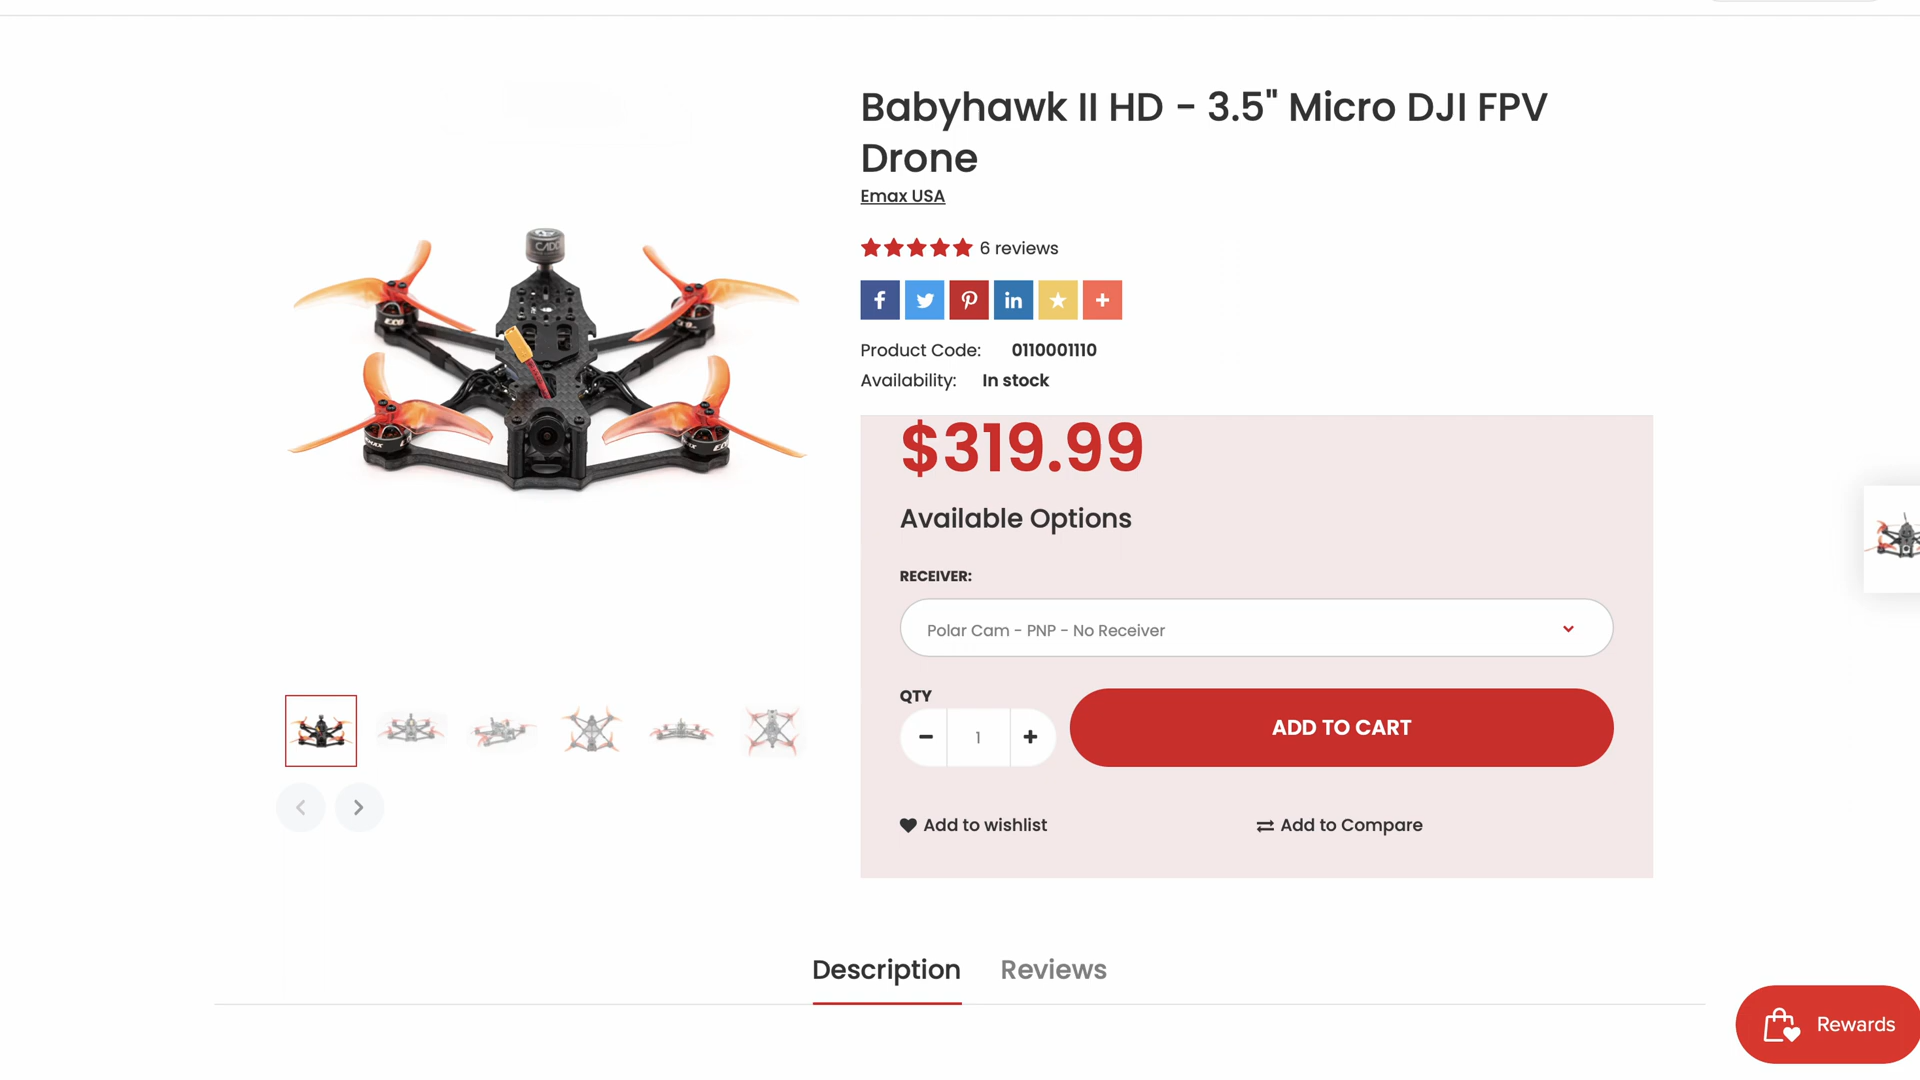 Babyhawk II HD - 3.5" Micro DJI FPV
Drone
Emax USA
6 reviews
Product Code: 0110001110
Availability: In stock
$319.99
Available Options
RECEIVER:
Polar Cam - PNP - No Receiver
QTY
1
ADD TO CART
Add to wishlist
Add to Compare
Description Reviews
Rewards